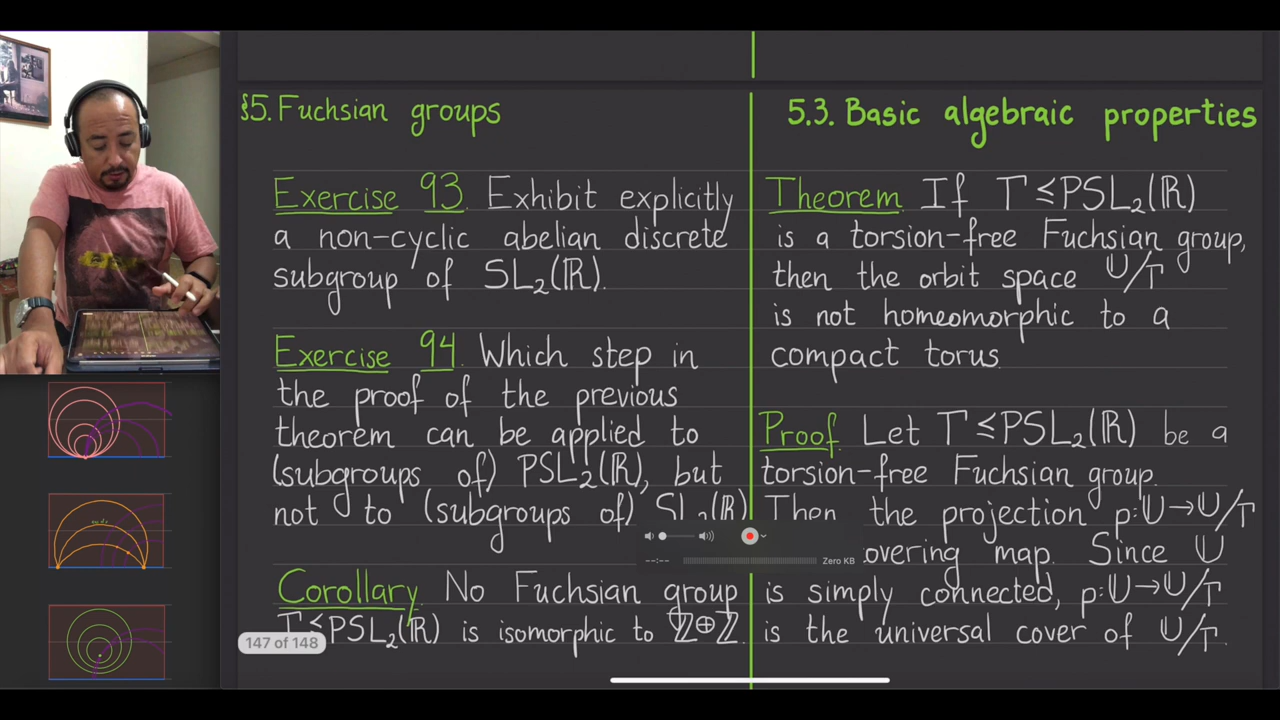 §5. Fuchsian groups
Exercise 93. Exhibit explicitly
a non-cyclic abelian discrete
subgroup of SL₂(ℝ).
Exercise 94. Which step in
the proof of the previous
theorem can be applied to
(subgroups of) PSL₂(ℝ), but
not to (subgroups of) SL₂(ℝ)
Corollary. No Fuchsian group
Γ≤PSL₂(ℝ) is isomorphic to ℤ⊕ℤ.
147 of 148
5.3. Basic algebraic properties
Theorem. If Γ≤PSL₂(ℝ)
is a torsion-free Fuchsian group,
then the orbit space 𝕌/Γ
is not homeomorphic to a
compact torus.
Proof. Let Γ≤PSL₂(ℝ) be a
torsion-free Fuchsian group.
Then the projection p:𝕌→𝕌/Γ
overing map. Since 𝕌
is simply connected, p:𝕌→𝕌/Γ
is the universal cover of 𝕌/Γ.
--:--
Zero KB